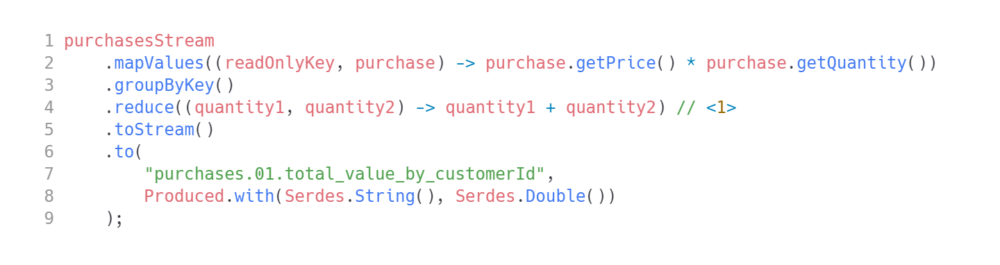 1 purchasesStream
2     .mapValues((readOnlyKey, purchase) -> purchase.getPrice() * purchase.getQuantity())
3     .groupByKey()
4     .reduce((quantity1, quantity2) -> quantity1 + quantity2) // <1>
5     .toStream()
6     .to(
7         "purchases.01.total_value_by_customerId",
8         Produced.with(Serdes.String(), Serdes.Double())
9     );